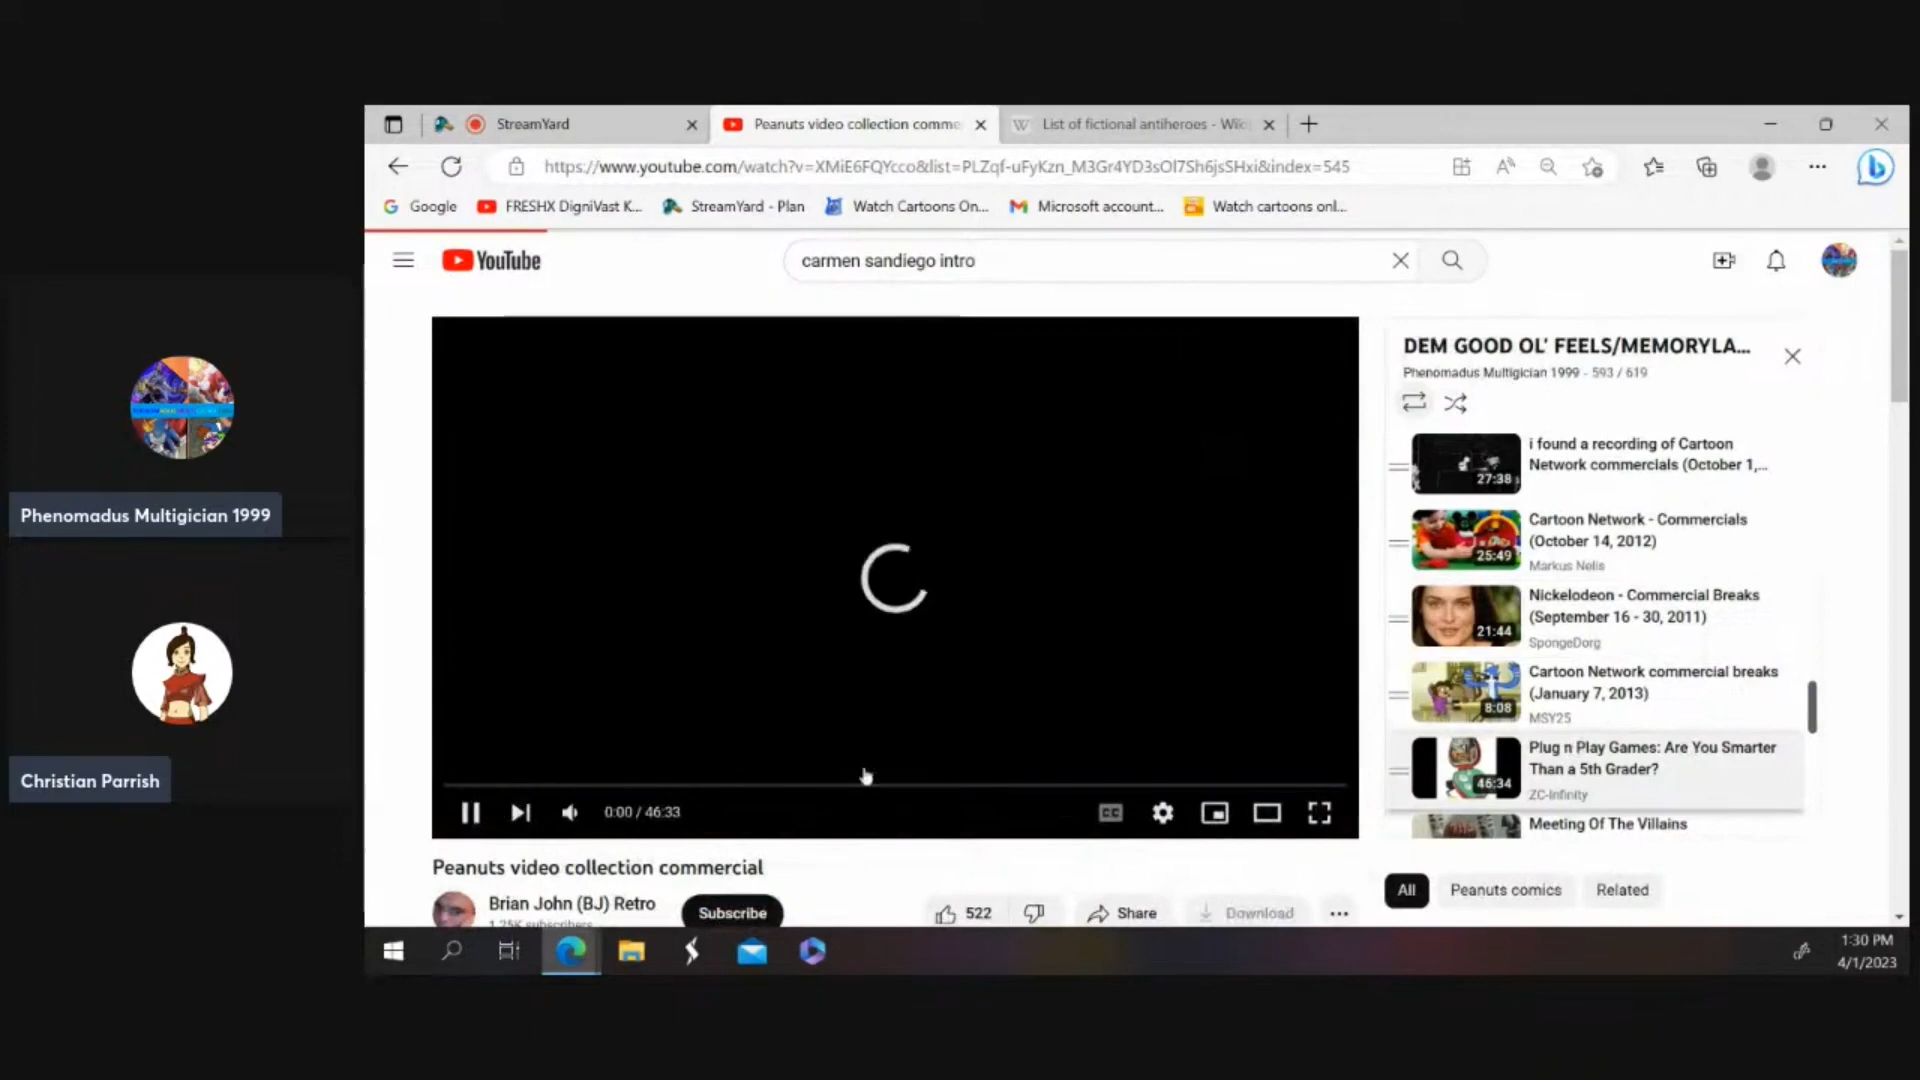 StreamYard
Peanuts video collection comme
List of fictional antiheroes - Wik
https://www.youtube.com/watch?v=XMiE6FQYcco&list=PLZqf-uFyKzn_M3Gr4YD3sOl7Sh6jsSHxi&index=545
Google
FRESHX DigniVast K...
StreamYard - Plan
Watch Cartoons On...
Microsoft account...
Watch cartoons onl...
YouTube
carmen sandiego intro
DEM GOOD OL' FEELS/MEMORYLA...
Phenomadus Multigician 1999 - 593 / 619
i found a recording of Cartoon
Network commercials (October 1,...
27:38
Cartoon Network - Commercials
(October 14, 2012)
25:49
Markus Nelis
Nickelodeon - Commercial Breaks
(September 16 - 30, 2011)
21:44
SpongeDorg
Cartoon Network commercial breaks
(January 7, 2013)
8:08
MSY25
Plug n Play Games: Are You Smarter
Than a 5th Grader?
46:34
ZC-Infinity
Meeting Of The Villains
Phenomadus Multigician 1999
Christian Parrish
0:00 / 46:33
CC
Peanuts video collection commercial
Brian John (BJ) Retro
1.25K subscribers
Subscribe
522
Share
Download
All
Peanuts comics
Related
1:30 PM
4/1/2023